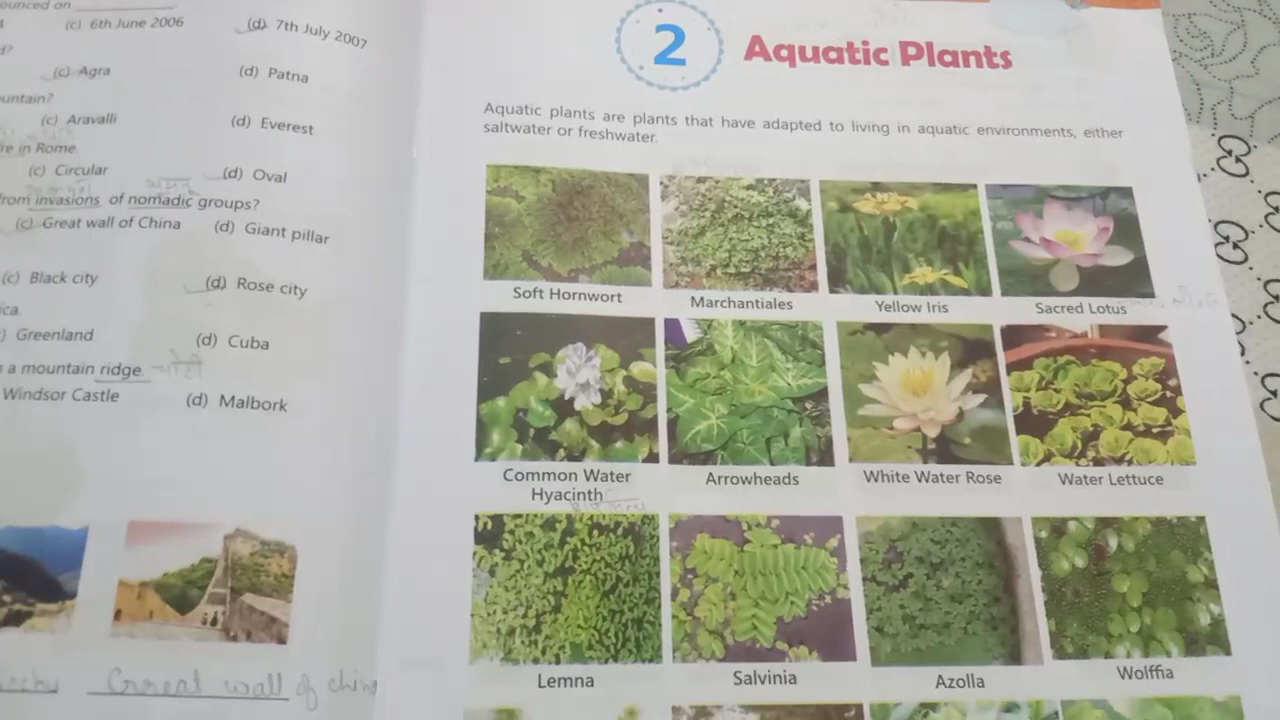 ounced on
(c) 6th June 2006 (d) 7th July 2007
(c) Agra (d) Patna
untain?
(c) Aravalli (d) Everest
re in Rome.
(c) Circular (d) Oval
from invasions of nomadic groups?
(c) Great wall of China (d) Giant pillar
(c) Black city (d) Rose city
ica.
) Greenland (d) Cuba
a mountain ridge.
Windsor Castle (d) Malbork
Greeal wall of chin
2 Aquatic Plants
Aquatic plants are plants that have adapted to living in aquatic environments, either
saltwater or freshwater.
Soft Hornwort Marchantiales Yellow Iris Sacred Lotus
Common Water
Hyacinth
Arrowheads White Water Rose Water Lettuce
Lemna Salvinia Azolla Wolffia